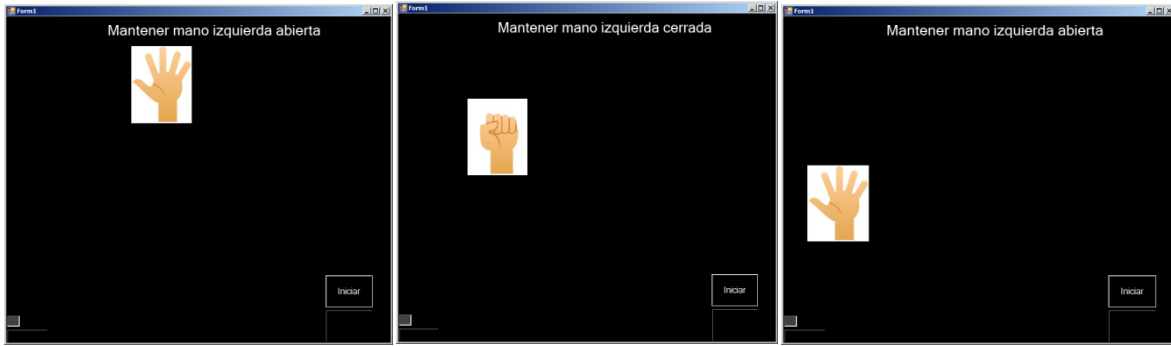 Form1
Mantener mano izquierda abierta
Iniciar
Form1
Mantener mano izquierda cerrada
Iniciar
Form1
Mantener mano izquierda abierta
Iniciar